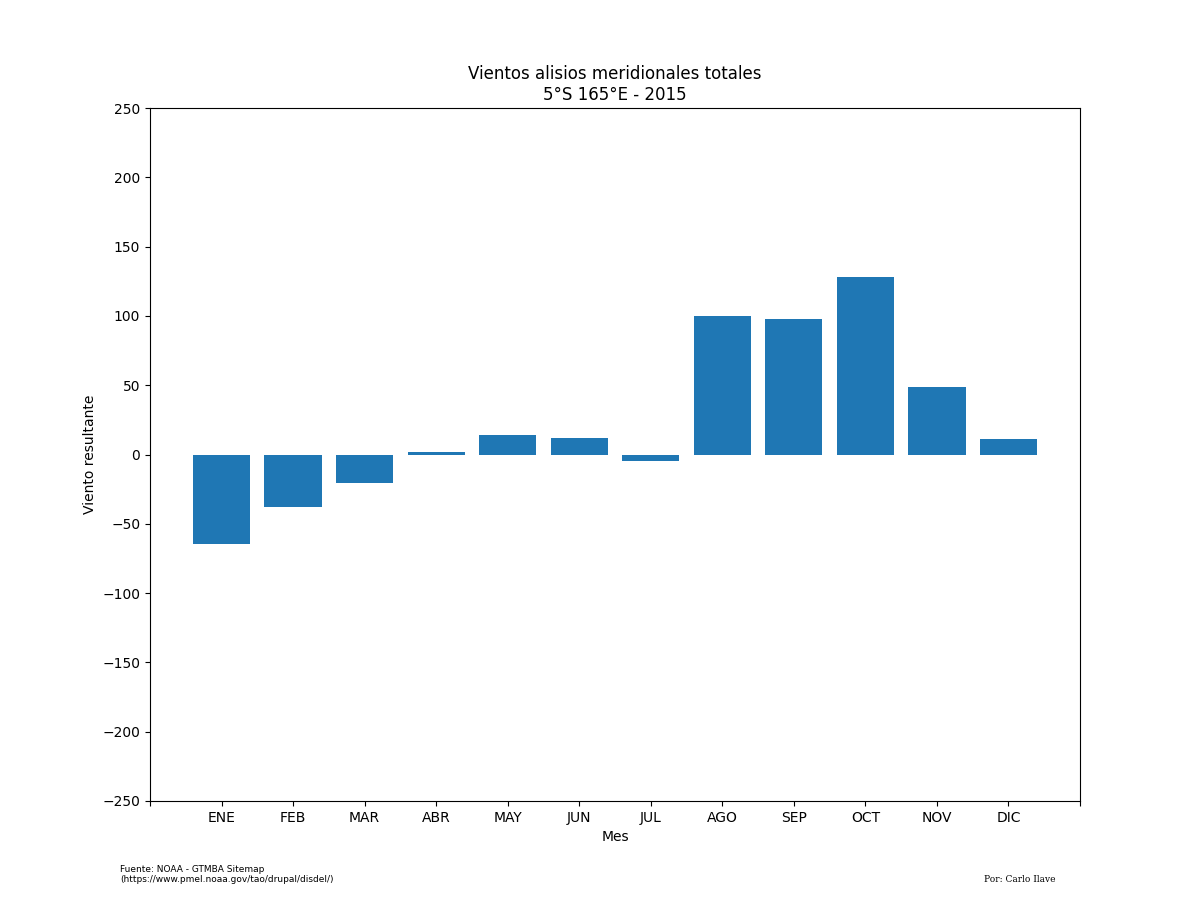 Vientos alisios meridionales totales
5°S 165°E - 2015
250
200
150
100
50
0
−50
−100
−150
−200
−250
Viento resultante
ENE FEB MAR ABR MAY JUN JUL AGO SEP OCT NOV DIC
Mes
Fuente: NOAA - GTMBA Sitemap
(https://www.pmel.noaa.gov/tao/drupal/disdel/)
Por: Carlo Ilave